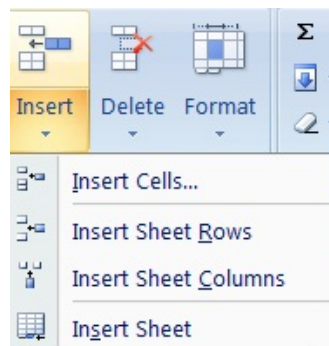 Σ
Insert Delete Format
Insert Cells...
Insert Sheet Rows
Insert Sheet Columns
Insert Sheet